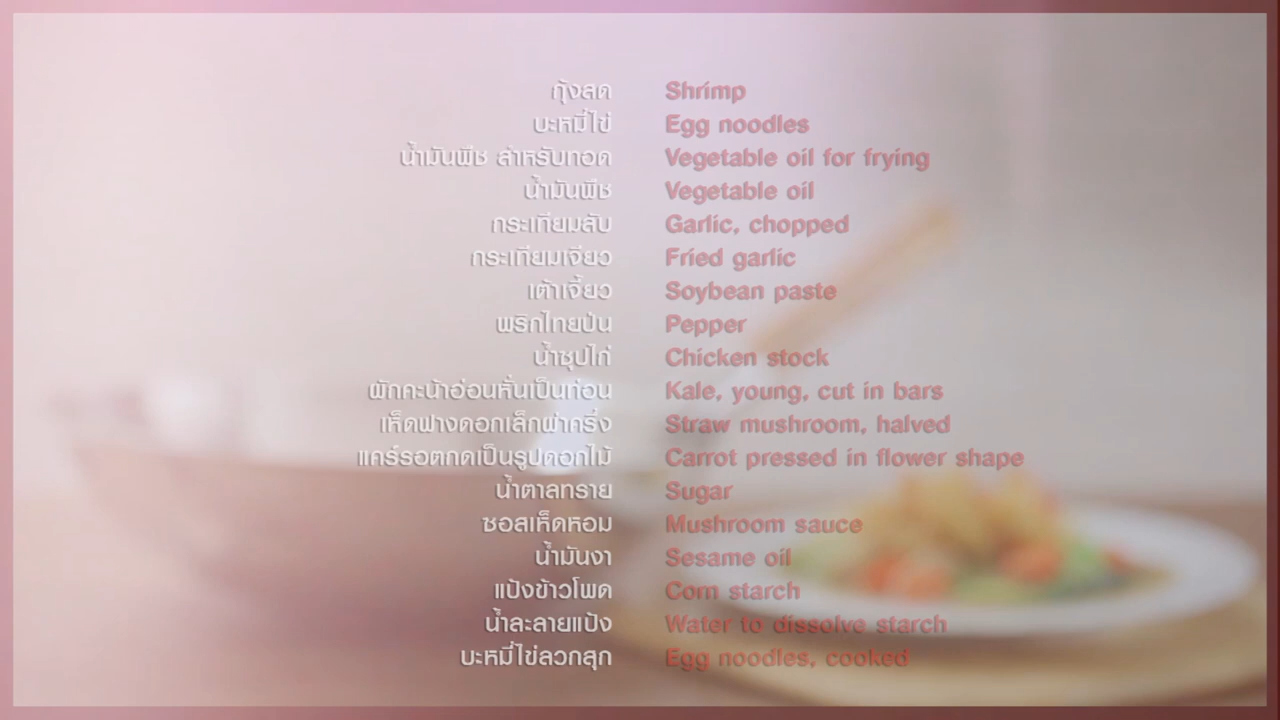 กุ้งสด Shrimp
บะหมี่ไข่ Egg noodles
น้ำมันพืช สำหรับทอด Vegetable oil for frying
น้ำมันพืช Vegetable oil
กระเทียมสับ Garlic, chopped
กระเทียมเจียว Fried garlic
เต้าเจี้ยว Soybean paste
พริกไทยป่น Pepper
น้ำซุปไก่ Chicken stock
ผักคะน้าอ่อนหั่นเป็นท่อน Kale, young, cut in bars
เห็ดฟางดอกเล็กผ่าครึ่ง Straw mushroom, halved
แคร์รอตกดเป็นรูปดอกไม้ Carrot pressed in flower shape
น้ำตาลทราย Sugar
ซอสเห็ดหอม Mushroom sauce
น้ำมันงา Sesame oil
แป้งข้าวโพด Corn starch
น้ำละลายแป้ง Water to dissolve starch
บะหมี่ไข่ลวกสุก Egg noodles, cooked